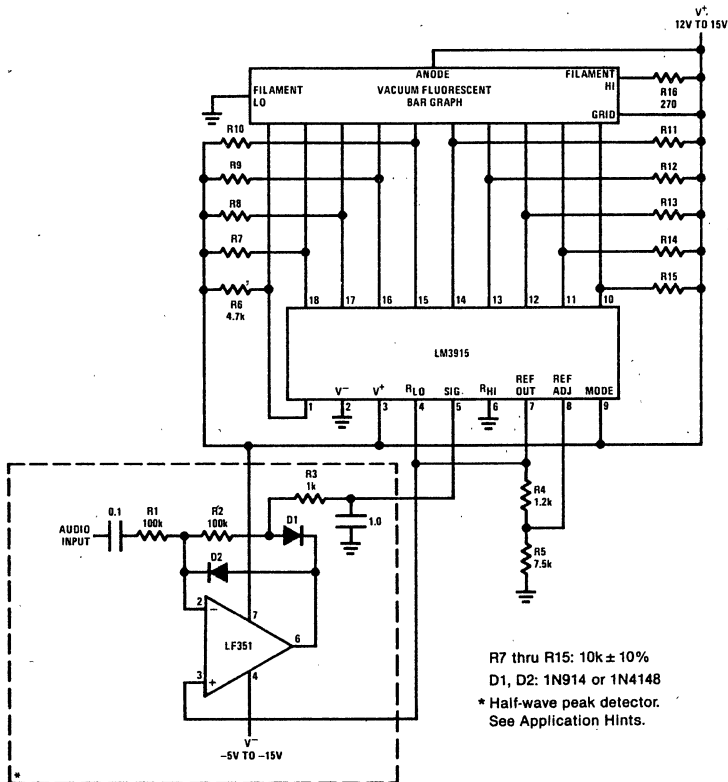 V+
12V TO 15V
ANODE
VACUUM FLUORESCENT
BAR GRAPH
FILAMENT
LO
FILAMENT
HI
GRID
R16
270
R10
R9
R8
R7
R6
4.7k
R11
R12
R13
R14
R15
18 17 16 15 14 13 12 11 10
LM3915
V− V+ RLO SIG. RHI REF OUT REF ADJ MODE
1 2 3 4 5 6 7 8 9
R3
1k
R4
1.2k
R5
7.5k
AUDIO
INPUT
0.1
R1
100k
R2
100k
D1
1.0
D2
2
−
7
LF351
6
3
+
4
V−
−5V TO −15V
*
R7 thru R15: 10k ± 10%
D1, D2: 1N914 or 1N4148
* Half-wave peak detector.
See Application Hints.